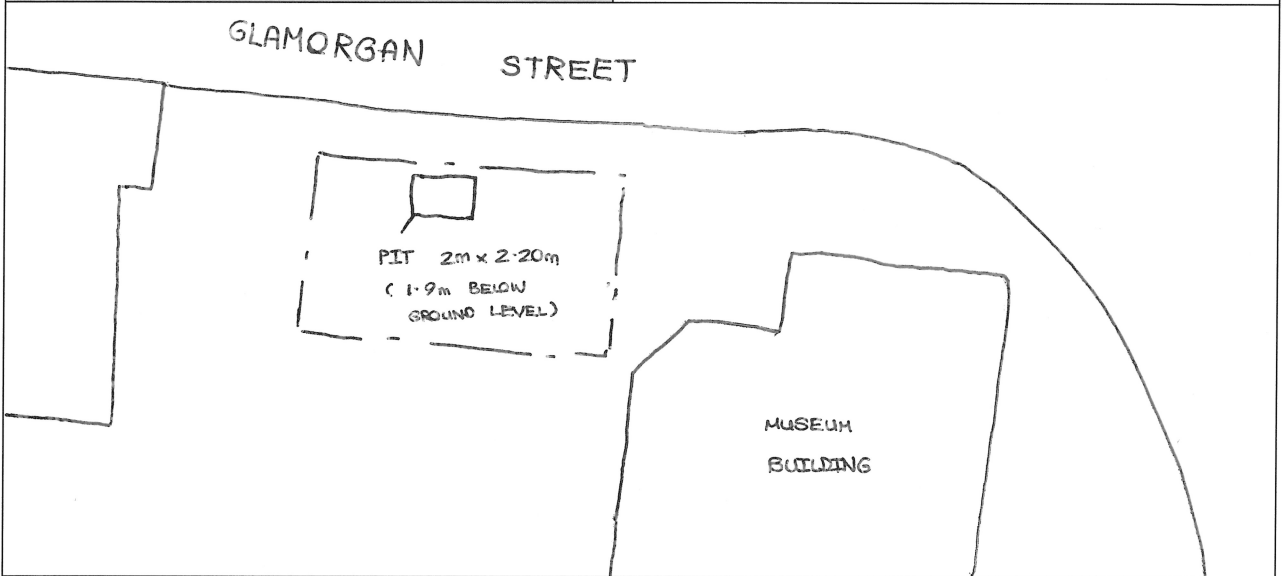 GLAMORGAN STREET
PIT 2m x 2.20m
( 1.9m BELOW
GROUND LEVEL)
MUSEUM
BUILDING